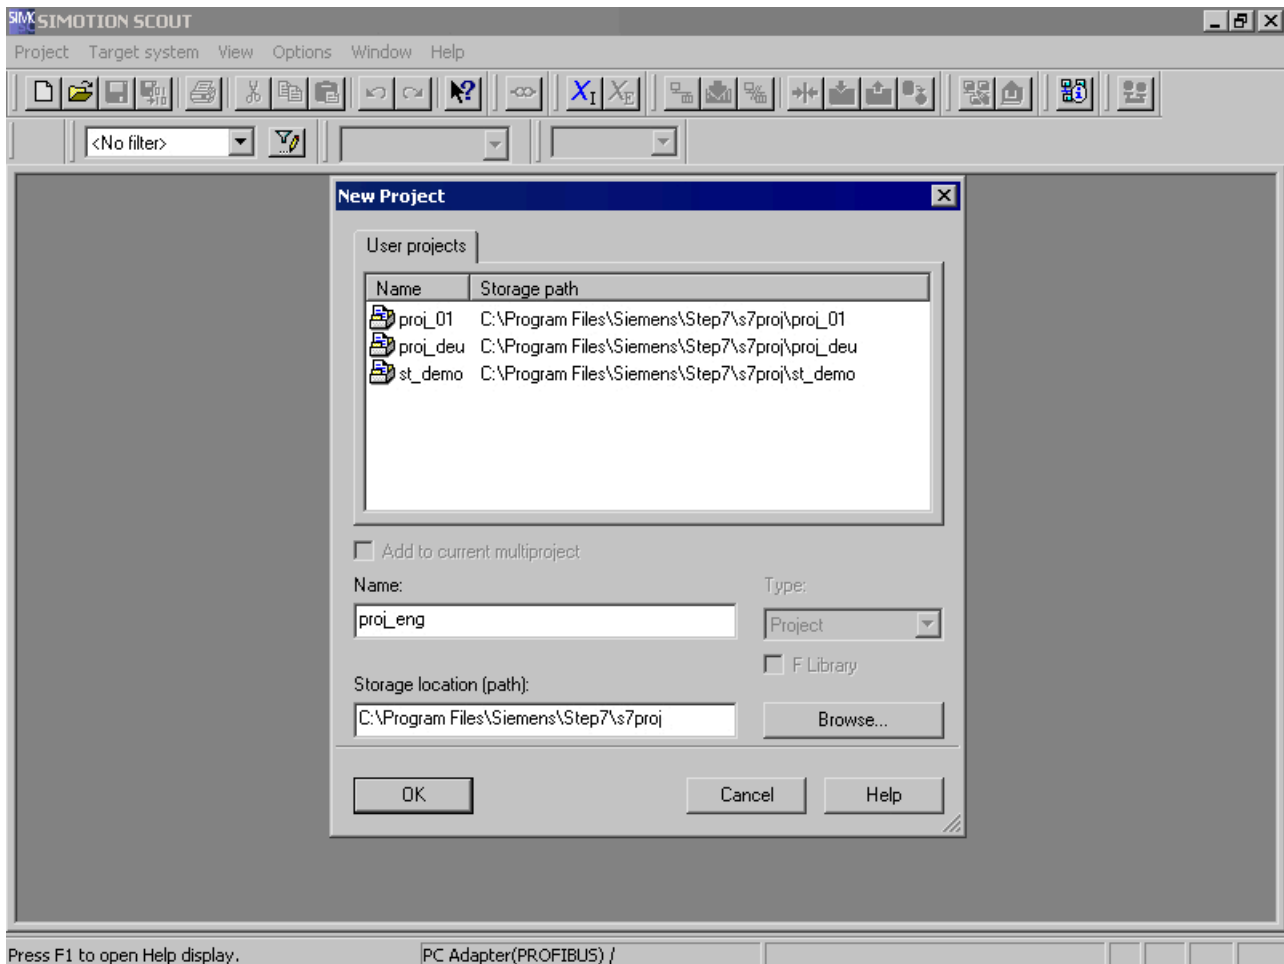 SIMOTION SCOUT
Project Target system View Options Window Help
<No filter>
New Project
User projects
Name Storage path
proj_01 C:\Program Files\Siemens\Step7\s7proj\proj_01
proj_deu C:\Program Files\Siemens\Step7\s7proj\proj_deu
st_demo C:\Program Files\Siemens\Step7\s7proj\st_demo
Add to current multiproject
Name: Type:
proj_eng Project
F Library
Storage location (path):
C:\Program Files\Siemens\Step7\s7proj Browse...
OK Cancel Help
Press F1 to open Help display. PC Adapter(PROFIBUS) /